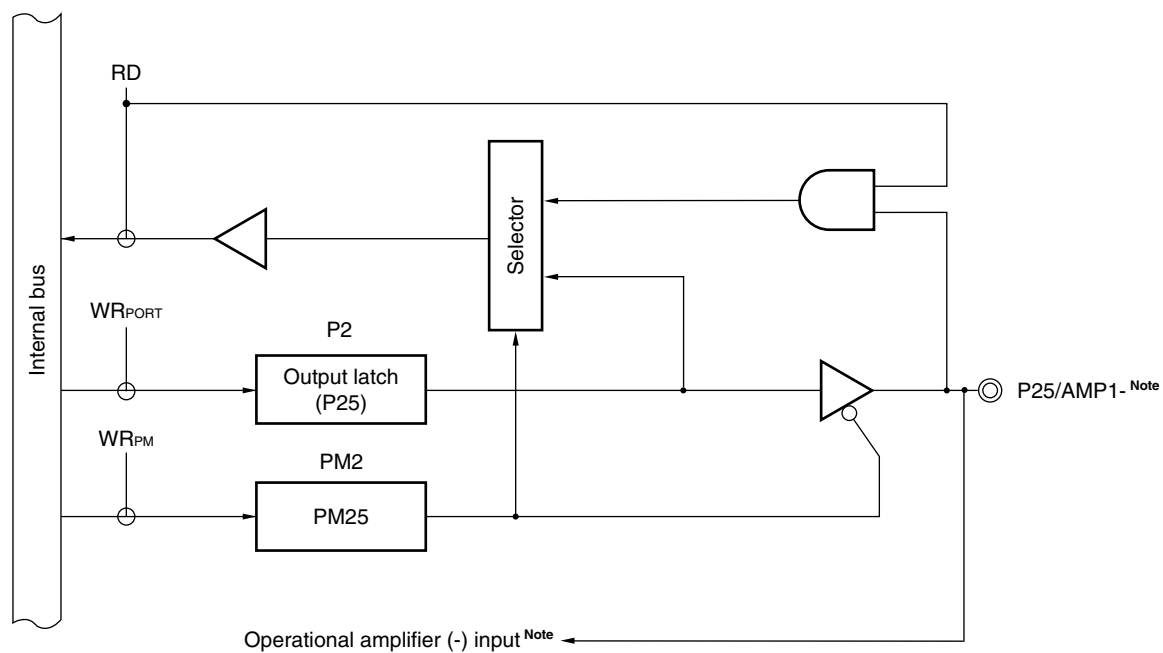 RD
Selector
Internal bus
WRPORT
P2
Output latch
(P25)
P25/AMP1- Note
WRPM
PM2
PM25
Operational amplifier (-) input Note